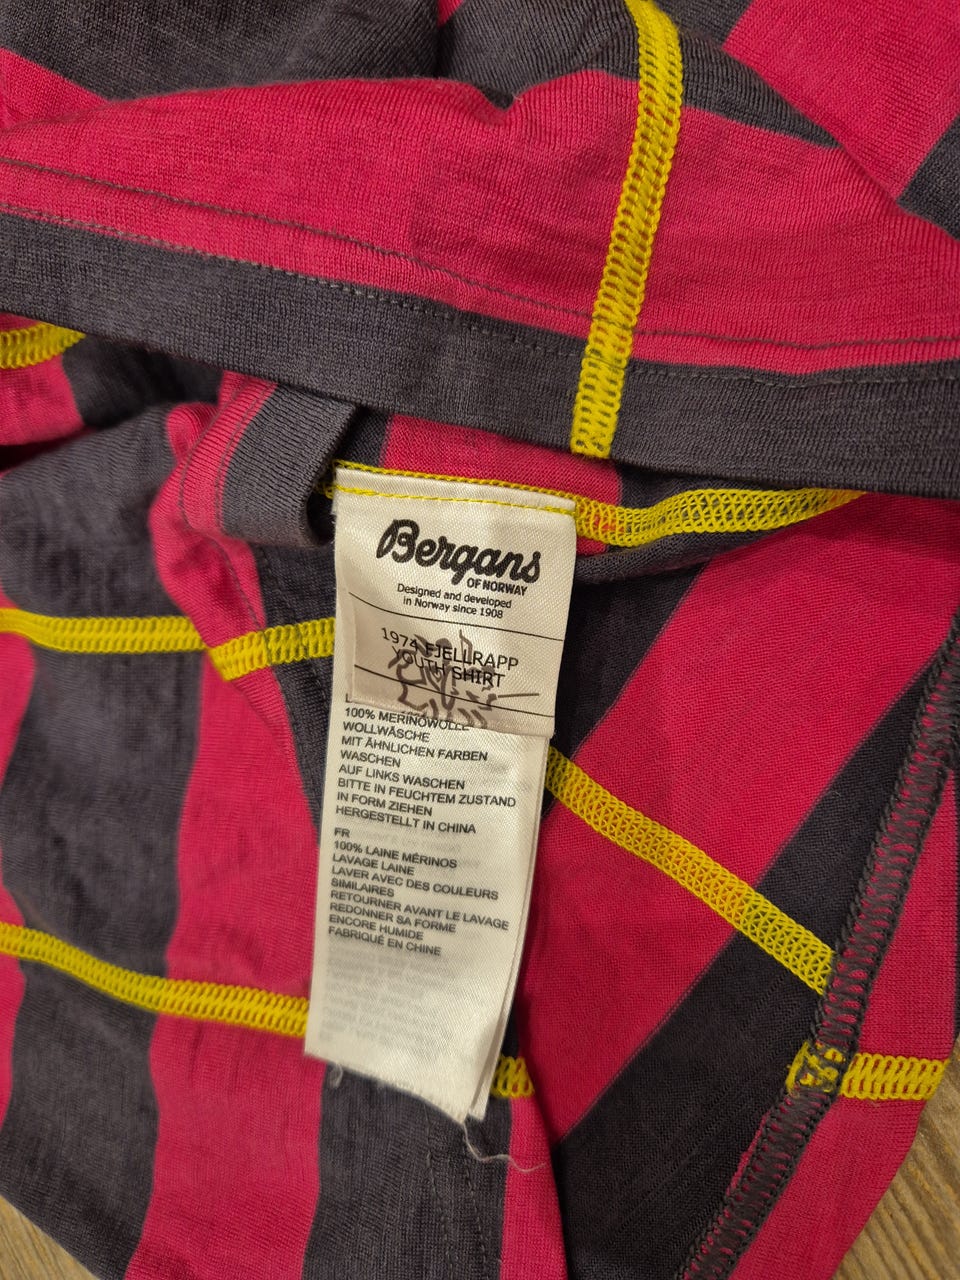 Bergans
OF NORWAY
Designed and developed
in Norway since 1908
1974 FJELLRAPP
YOUTH SHIRT
100% MERINOWOLLE
WOLLWÄSCHE
MIT ÄHNLICHEN FARBEN
WASCHEN
AUF LINKS WASCHEN
BITTE IN FEUCHTEM ZUSTAND
IN FORM ZIEHEN
HERGESTELLT IN CHINA
FR
100% LAINE MÉRINOS
LAVAGE LAINE
LAVER AVEC DES COULEURS
SIMILAIRES
RETOURNER AVANT LE LAVAGE
REDONNER SA FORME
ENCORE HUMIDE
FABRIQUÉ EN CHINE